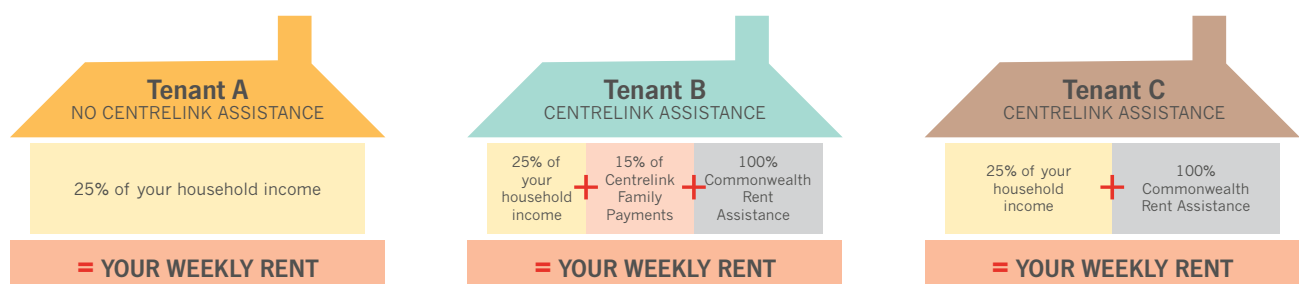 Tenant A
NO CENTRELINK ASSISTANCE
25% of your household income
= YOUR WEEKLY RENT
Tenant B
CENTRELINK ASSISTANCE
25% of
your
household
income
+
15% of
Centrelink
Family
Payments
+
100%
Commonwealth
Rent
Assistance
= YOUR WEEKLY RENT
Tenant C
CENTRELINK ASSISTANCE
25% of your
household
income
+
100%
Commonwealth
Rent Assistance
= YOUR WEEKLY RENT